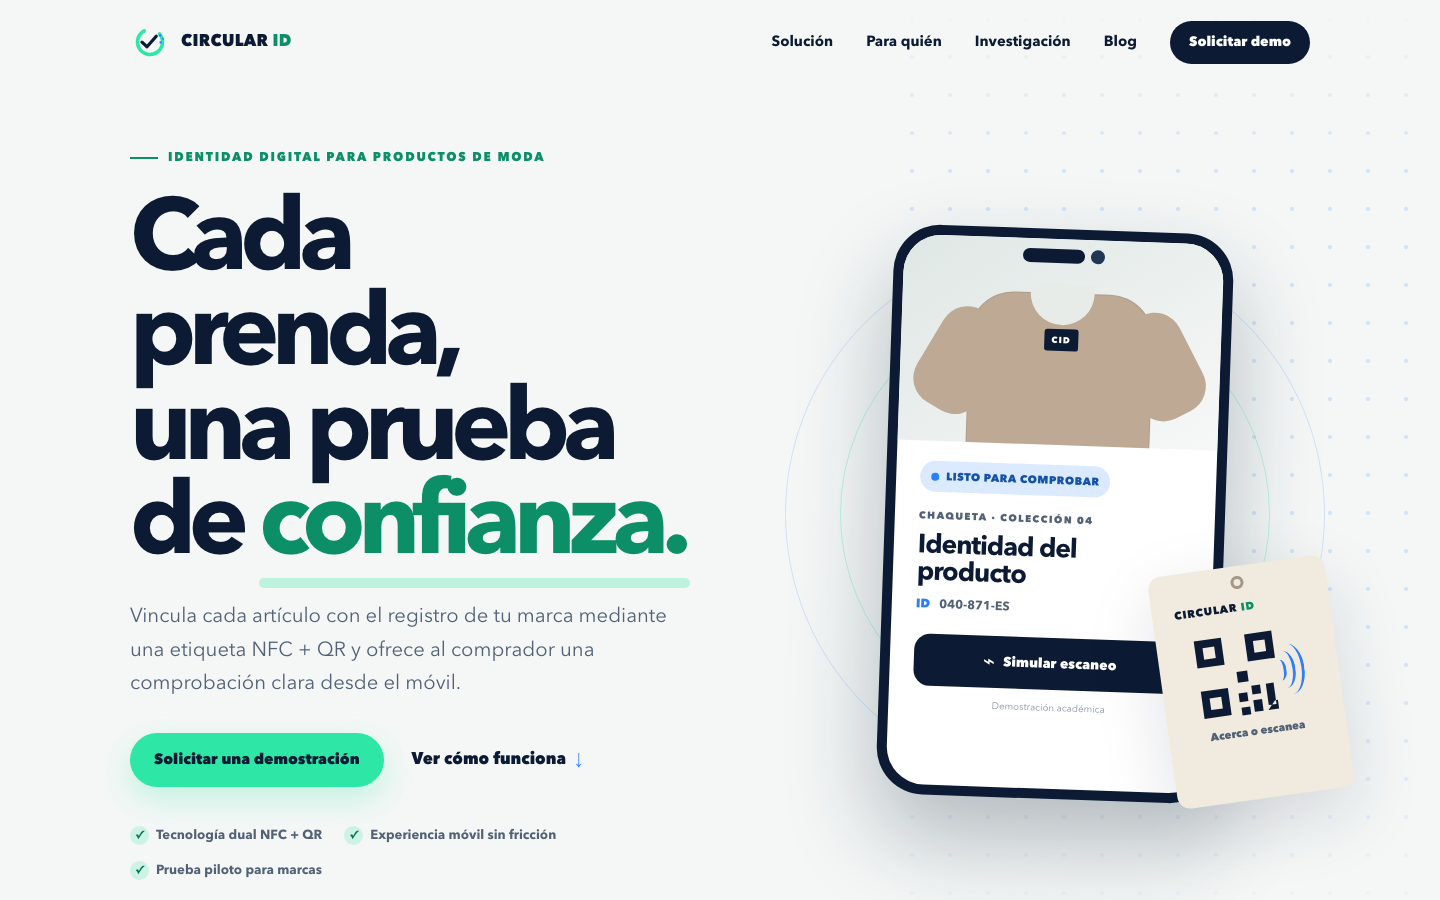 CIRCULAR ID
Solución
Para quién
Investigación
Blog
Solicitar demo
IDENTIDAD DIGITAL PARA PRODUCTOS DE MODA
Cada
prenda,
una prueba
de confianza.
Vincula cada artículo con el registro de tu marca mediante
una etiqueta NFC + QR y ofrece al comprador una
comprobación clara desde el móvil.
Solicitar una demostración
Ver cómo funciona ↓
✓ Tecnología dual NFC + QR
✓ Experiencia móvil sin fricción
✓ Prueba piloto para marcas
CID
LISTO PARA COMPROBAR
CHAQUETA · COLECCIÓN 04
Identidad del
producto
ID 040-871-ES
Simular escaneo
Demostración académica
CIRCULAR ID
Acerca o escanea